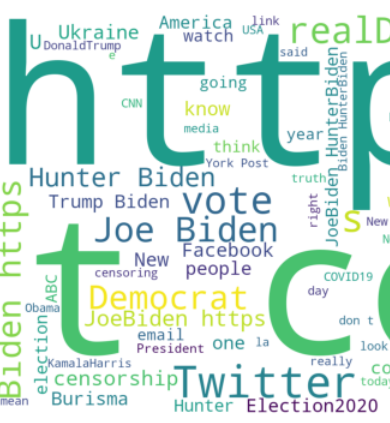 http
realD
Ukraine
America
link
U
DonaldTrump
watch
USA
said
e
going
CNN
know
year
media
think
York Post
truth
JoeBiden HunterBiden
Biden HunterBiden
Hunter Biden
Trump Biden
vote
right
s
New
Joe Biden
Biden https
t co
New
Facebook
people
censoring
COVID19
ABC
Democrat
day
Obama
JoeBiden https
don t
election
email
one
la
President
really
look
KamalaHarris
censorship
Twitter
co
today
mean
Burisma
Hunter
Election2020